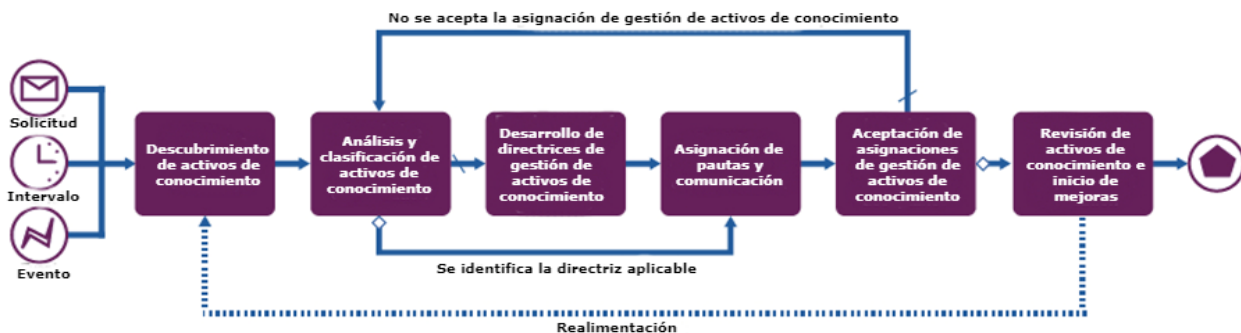 No se acepta la asignación de gestión de activos de conocimiento
Solicitud
Intervalo
Evento
Descubrimiento
de activos de
conocimiento
Análisis y
clasificación de
activos de
conocimiento
Desarrollo de
directrices de
gestión de
activos de
conocimiento
Asignación de
pautas y
comunicación
Aceptación de
asignaciones
de gestión de
activos de
conocimiento
Revisión de
activos de
conocimiento e
inicio de
mejoras
Se identifica la directriz aplicable
Realimentación